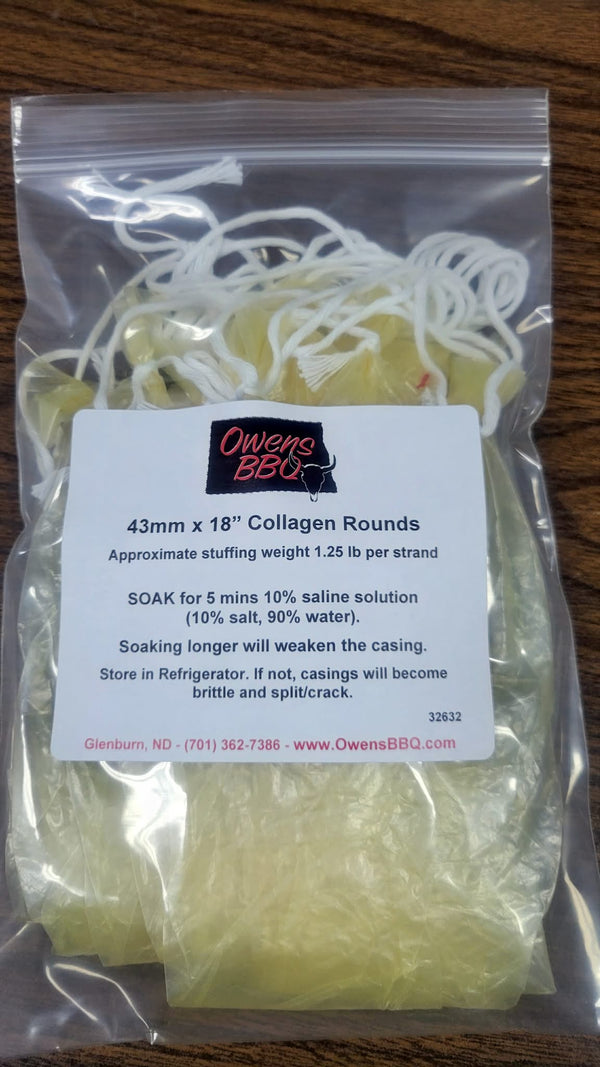 Owens
BBQ
43mm x 18” Collagen Rounds
Approximate stuffing weight 1.25 lb per strand
SOAK for 5 mins 10% saline solution
(10% salt, 90% water).
Soaking longer will weaken the casing.
Store in Refrigerator. If not, casings will become
brittle and split/crack.
32632
Glenburn, ND - (701) 362-7386 - www.OwensBBQ.com